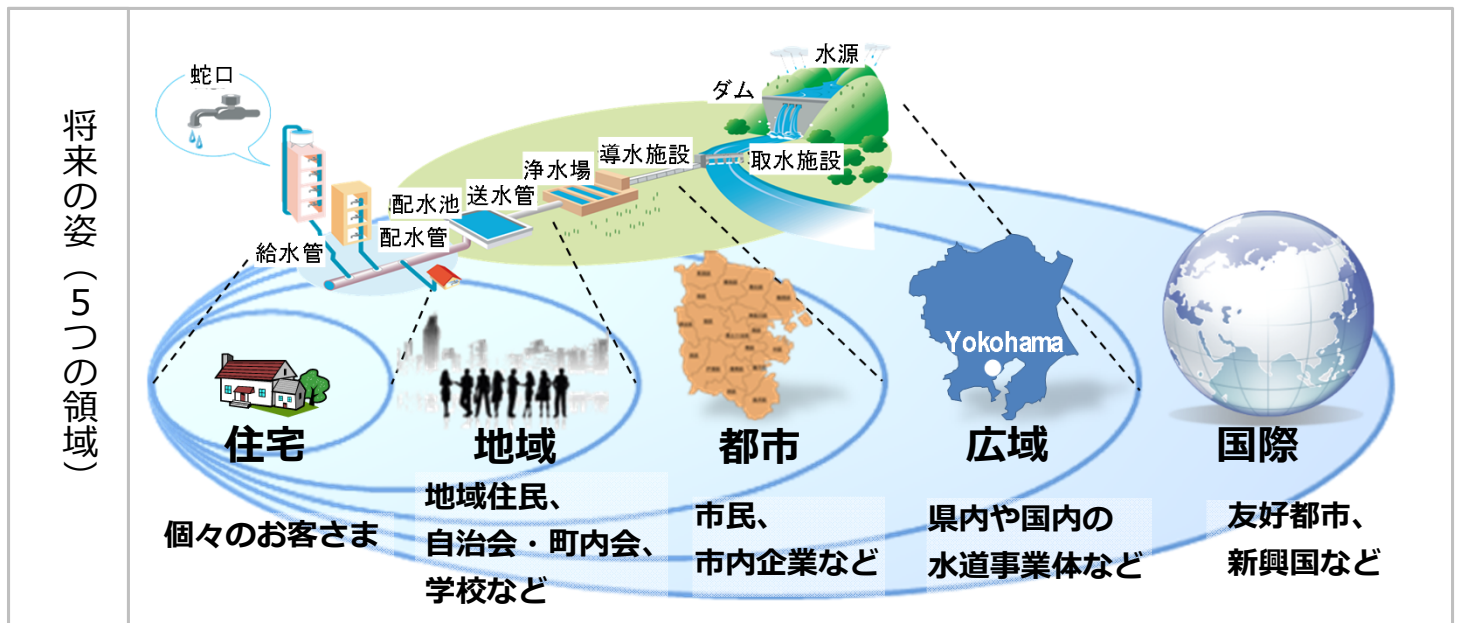 将来の姿（５つの領域）
蛇口
水源
ダム
取水施設
導水施設
浄水場
送水管
配水池
配水管
給水管
Yokohama
住宅
個々のお客さま
地域
地域住民、
自治会・町内会、
学校など
都市
市民、
市内企業など
広域
県内や国内の
水道事業体など
国際
友好都市、
新興国など